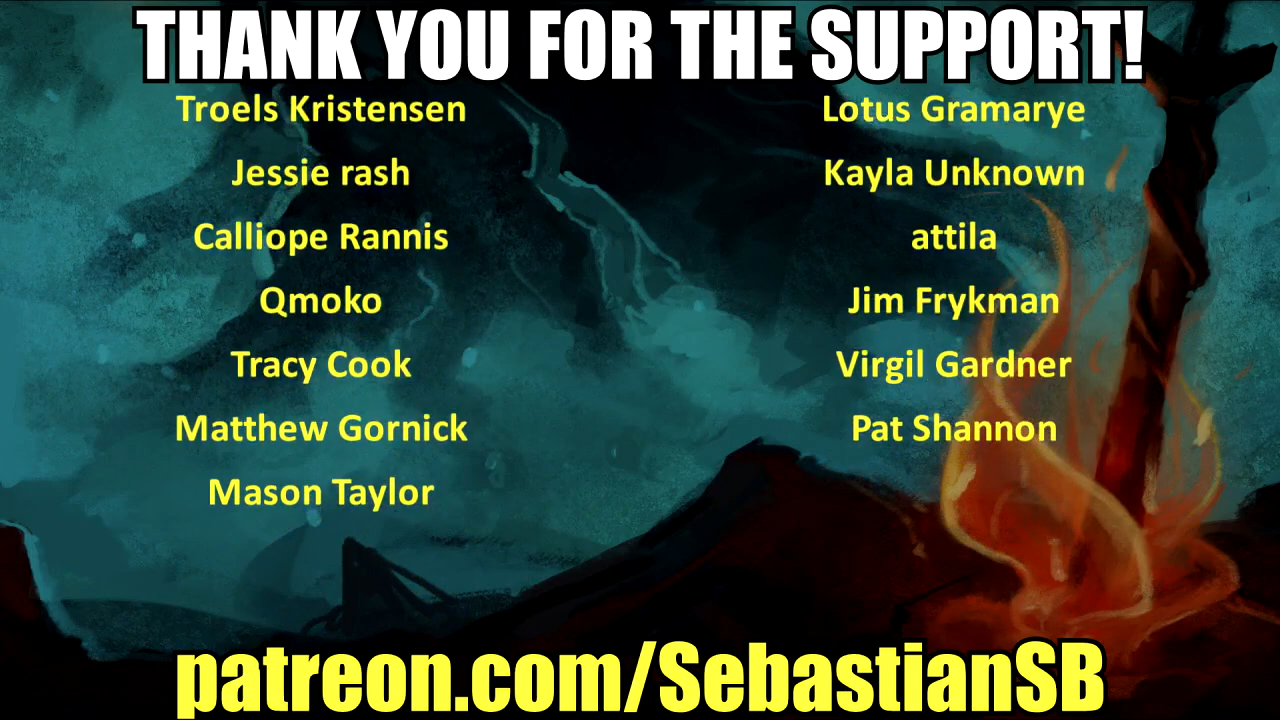 THANK YOU FOR THE SUPPORT!
Troels Kristensen
Jessie rash
Calliope Rannis
Qmoko
Tracy Cook
Matthew Gornick
Mason Taylor
Lotus Gramarye
Kayla Unknown
attila
Jim Frykman
Virgil Gardner
Pat Shannon
patreon.com/SebastianSB